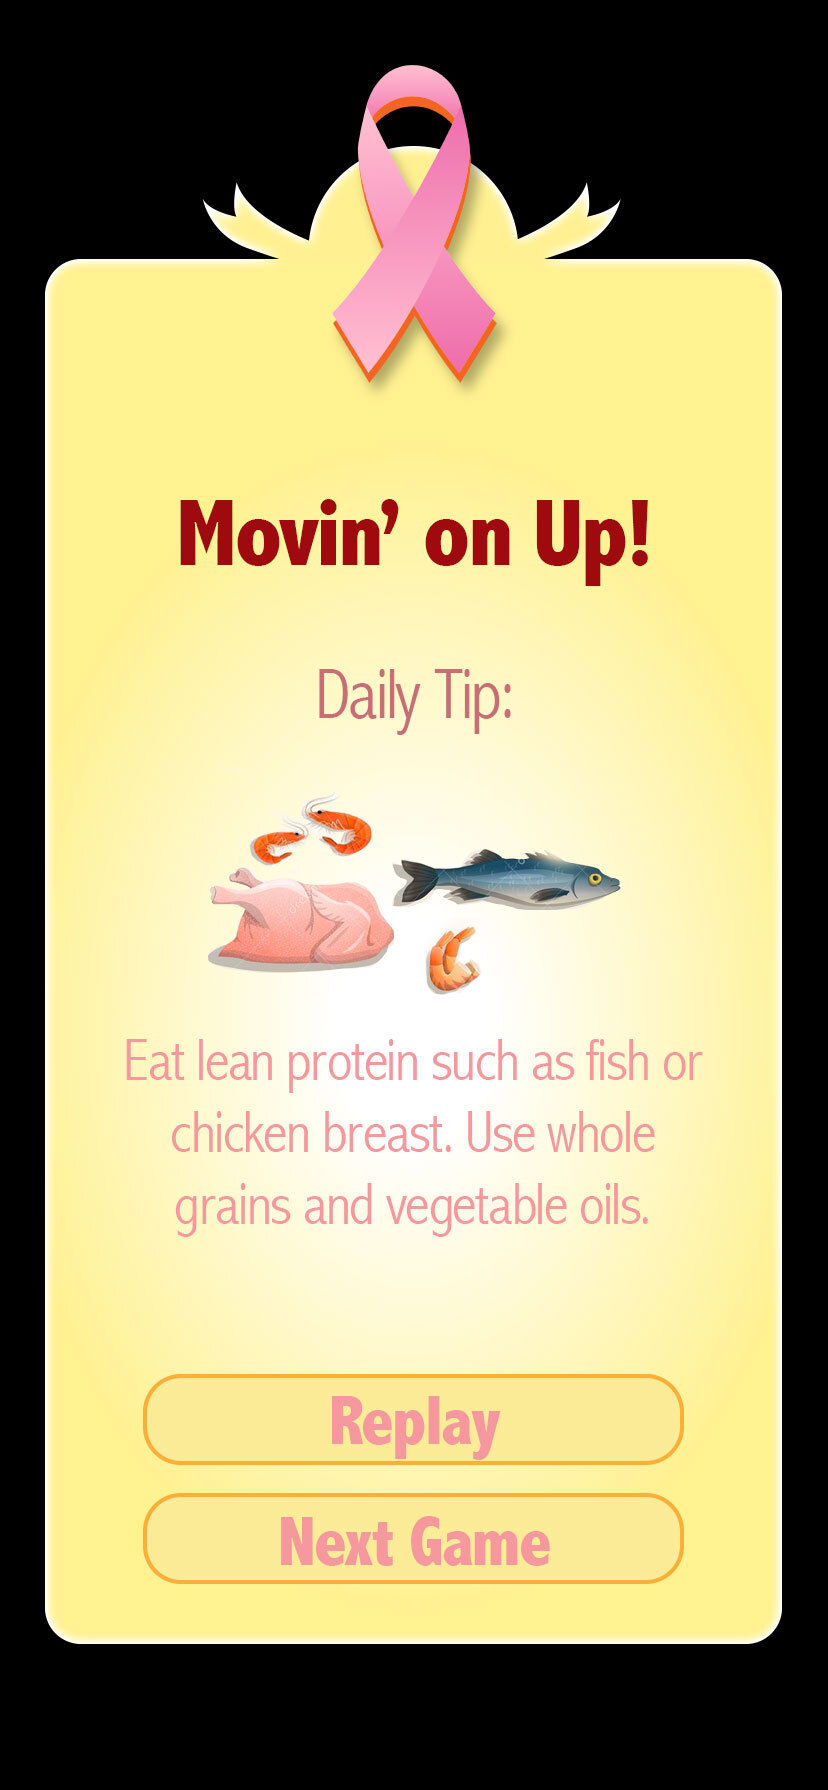 Movin’ on Up!
Daily Tip:
Eat lean protein such as fish or
chicken breast. Use whole
grains and vegetable oils.
Replay
Next Game